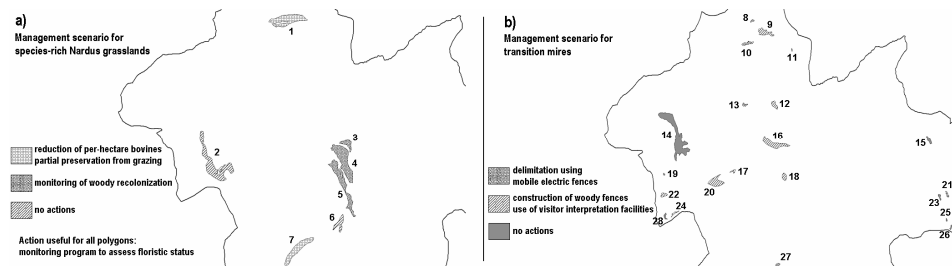 a)
Management scenario for
species-rich Nardus grasslands
1
2
3
4
5
6
7
reduction of per-hectare bovines
partial preservation from grazing
monitoring of woody recolonization
no actions
Action useful for all polygons:
monitoring program to assess floristic status
b)
Management scenario for
transition mires
8
9
10
11
12
13
14
15
16
17
18
19
20
21
22
23
24
25
26
27
28
delimitation using
mobile electric fences
construction of woody fences
use of visitor interpretation facilities
no actions